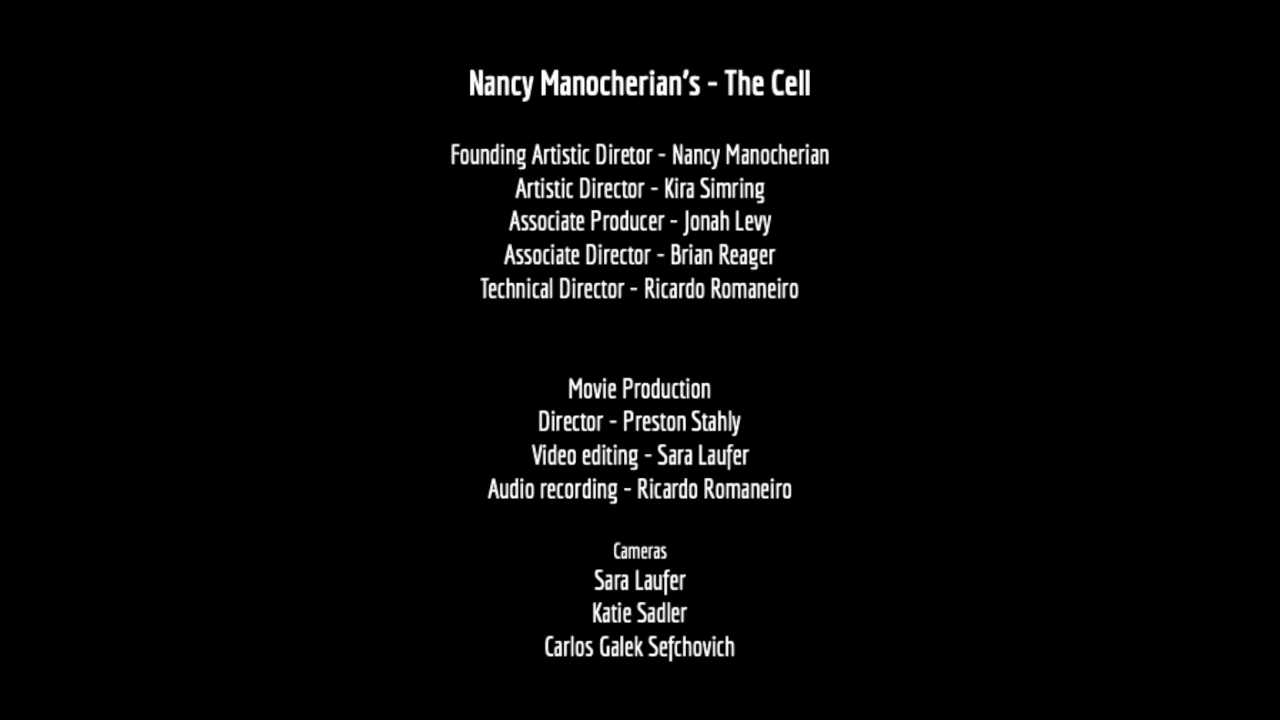 Nancy Manocherian's - The Cell
Founding Artistic Diretor - Nancy Manocherian
Artistic Director - Kira Simring
Associate Producer - Jonah Levy
Associate Director - Brian Reager
Technical Director - Ricardo Romaneiro
Movie Production
Director - Preston Stahly
Video editing - Sara Laufer
Audio recording - Ricardo Romaneiro
Cameras
Sara Laufer
Katie Sadler
Carlos Galek Sefchovich